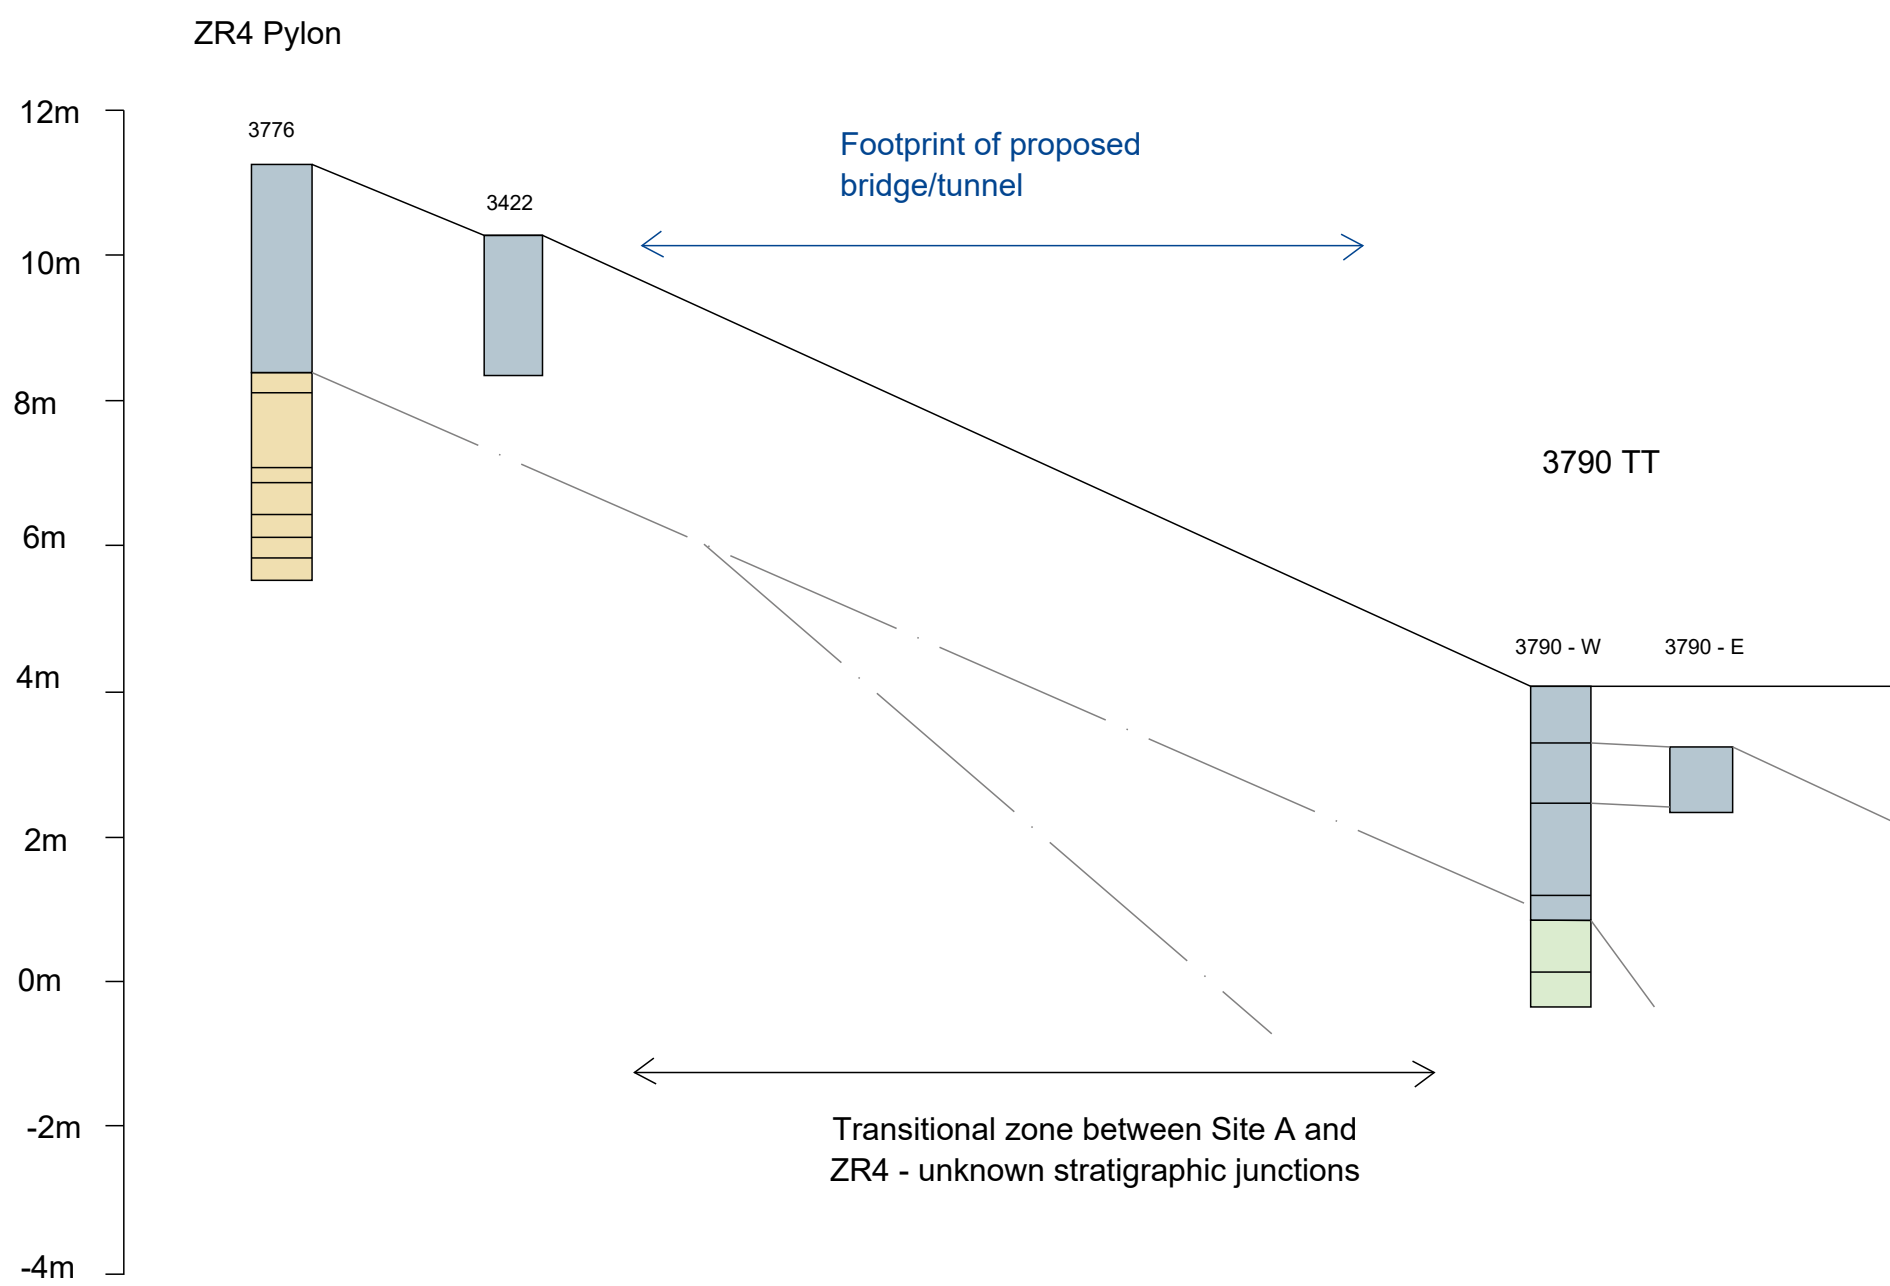 ZR4 Pylon
12m
3776
Footprint of proposed
bridge/tunnel
3422
10m
8m
3790 TT
6m
3790 - W
3790 - E
4m
2m
0m
-2m
Transitional zone between Site A and
ZR4 - unknown stratigraphic junctions
-4m